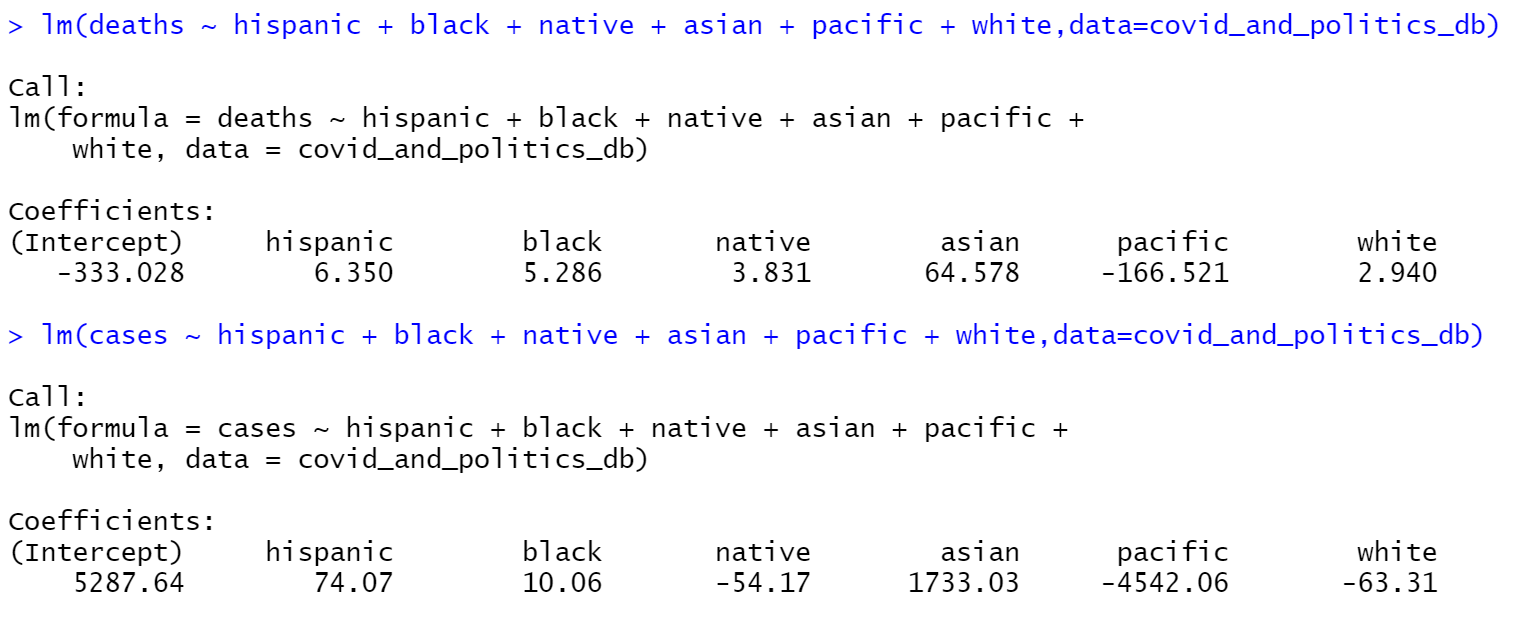 > lm(deaths ~ hispanic + black + native + asian + pacific + white,data=covid_and_politics_db)
Call:
lm(formula = deaths ~ hispanic + black + native + asian + pacific +
    white, data = covid_and_politics_db)
Coefficients:
(Intercept)     hispanic        black       native        asian      pacific        white
   -333.028        6.350        5.286        3.831       64.578     -166.521        2.940
> lm(cases ~ hispanic + black + native + asian + pacific + white,data=covid_and_politics_db)
Call:
lm(formula = cases ~ hispanic + black + native + asian + pacific +
    white, data = covid_and_politics_db)
Coefficients:
(Intercept)     hispanic        black       native        asian      pacific        white
    5287.64        74.07        10.06       -54.17      1733.03     -4542.06       -63.31